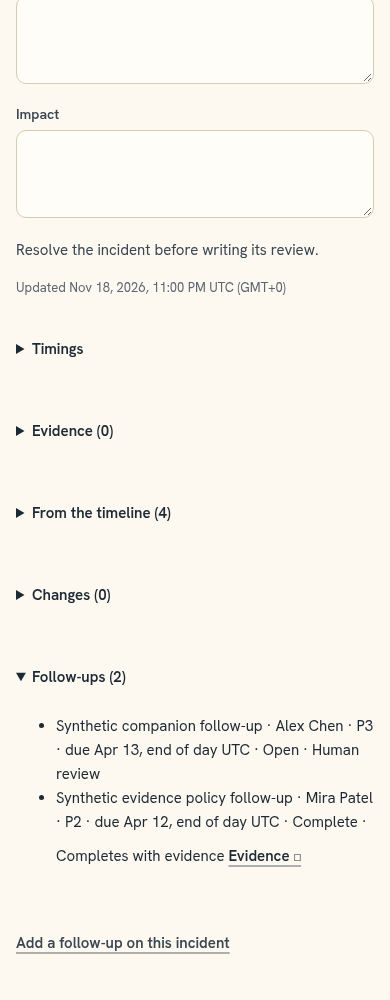 Impact
Resolve the incident before writing its review.
Updated Nov 18, 2026, 11:00 PM UTC (GMT+0)
Timings
Evidence (0)
From the timeline (4)
Changes (0)
Follow-ups (2)
Synthetic companion follow-up · Alex Chen · P3
· due Apr 13, end of day UTC · Open · Human
review
Synthetic evidence policy follow-up · Mira Patel
· P2 · due Apr 12, end of day UTC · Complete ·
Completes with evidence Evidence
Add a follow-up on this incident